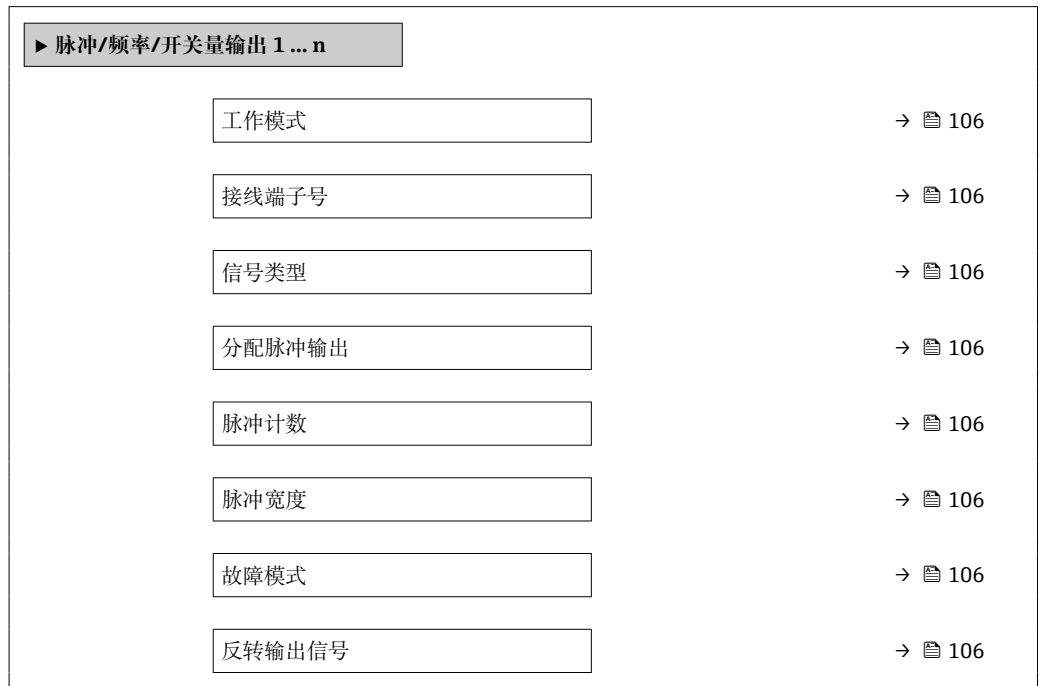 ▶ 脉冲/频率/开关量输出 1 … n
工作模式 → 106
接线端子号 → 106
信号类型 → 106
分配脉冲输出 → 106
脉冲计数 → 106
脉冲宽度 → 106
故障模式 → 106
反转输出信号 → 106